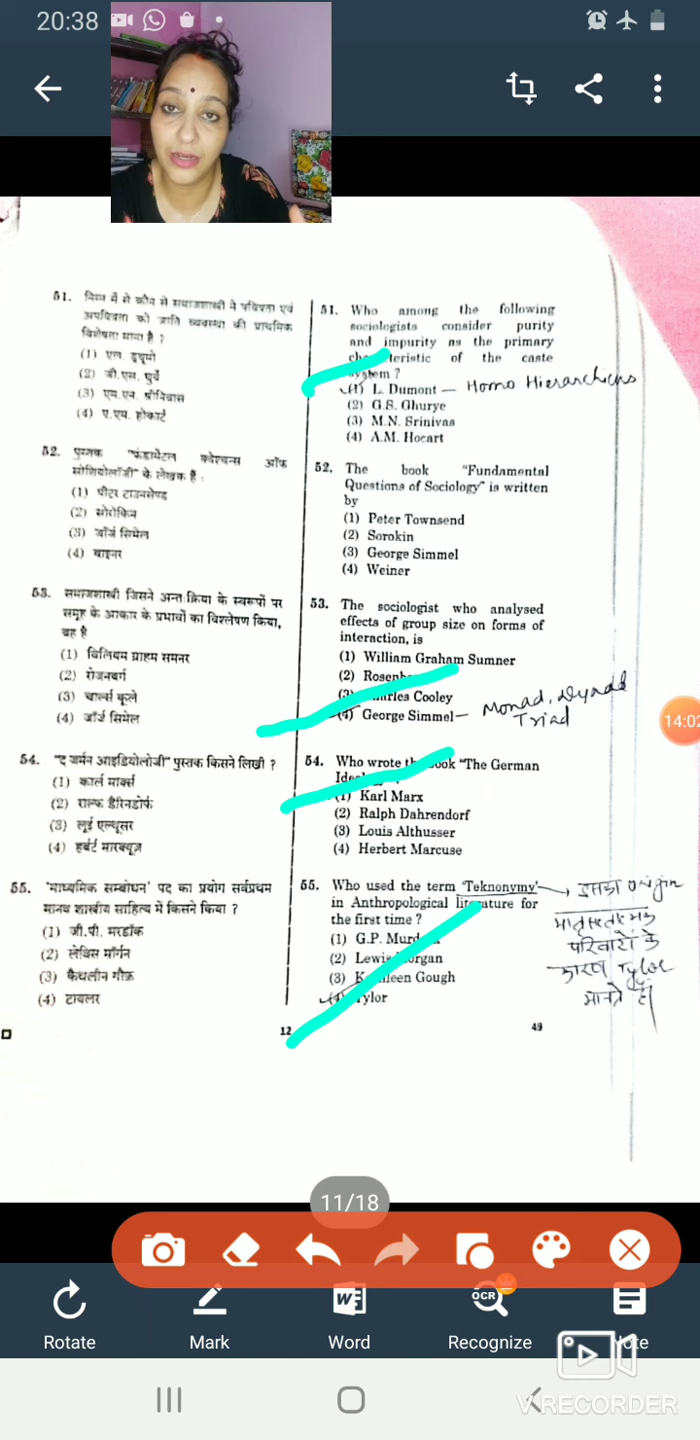 20:38
51. निम्न में से कौन से समाजशास्त्री ने पवित्रता एवं
अपवित्रता को जाति व्यवस्था की प्राथमिक
विशेषता माना है ?
(1) एल. ड्यूमो
(2) जी.एस. घुर्ये
(3) एम.एन. श्रीनिवास
(4) ए.एम. होकार्ट
52. पुस्तक "फंडामेंटल क्वेश्चन्स ऑफ
सोशियोलॉजी" के लेखक हैं :
(1) पीटर टाउनसेण्ड
(2) सोरोकिन
(3) जॉर्ज सिमेल
(4) वाइनर
53. समाजशास्त्री जिसने अन्तःक्रिया के स्वरूपों पर
समूह के आकार के प्रभावों का विश्लेषण किया,
वह है
(1) विलियम ग्राहम समनर
(2) रोजनबर्ग
(3) चार्ल्स कूले
(4) जॉर्ज सिमेल
54. "द जर्मन आइडियोलोजी" पुस्तक किसने लिखी ?
(1) कार्ल मार्क्स
(2) राल्फ डैरिनडोर्फ
(3) लूई एल्थूसर
(4) हर्बर्ट मारक्यूज़
55. 'माध्यमिक सम्बोधन' पद का प्रयोग सर्वप्रथम
मानव शास्त्रीय साहित्य में किसने किया ?
(1) जी.पी. मरडॉक
(2) लेविस मॉर्गन
(3) कैथलीन गौफ़
(4) टायलर
51. Who among the following
sociologists consider purity
and impurity as the primary
characteristic of the caste
system ?
(1) L. Dumont – Homo Hierarchicus
(2) G.S. Ghurye
(3) M.N. Srinivas
(4) A.M. Hocart
52. The book "Fundamental
Questions of Sociology" is written
by
(1) Peter Townsend
(2) Sorokin
(3) George Simmel
(4) Weiner
53. The sociologist who analysed
effects of group size on forms of
interaction, is
(1) William Graham Sumner
(2)
(3) Charles Cooley
(4) George Simmel – Monad, Dynad
Triad
54. Who wrote the book "The German
(1) Karl Marx
(2) Ralph Dahrendorf
(3) Louis Althusser
(4) Herbert Marcuse
55. Who used the term 'Teknonymy' → इसका origin
in Anthropological literature for
the first time ?
(1) G.P.
(2) Lewis Morgan
(3) Kathleen Gough
(4) Tylor
परिवारों के
कारण Tylor
मानते हैं
12
49
14:02
11/18
Rotate
Mark
W
Word
OCR
Recognize
V RECORDER